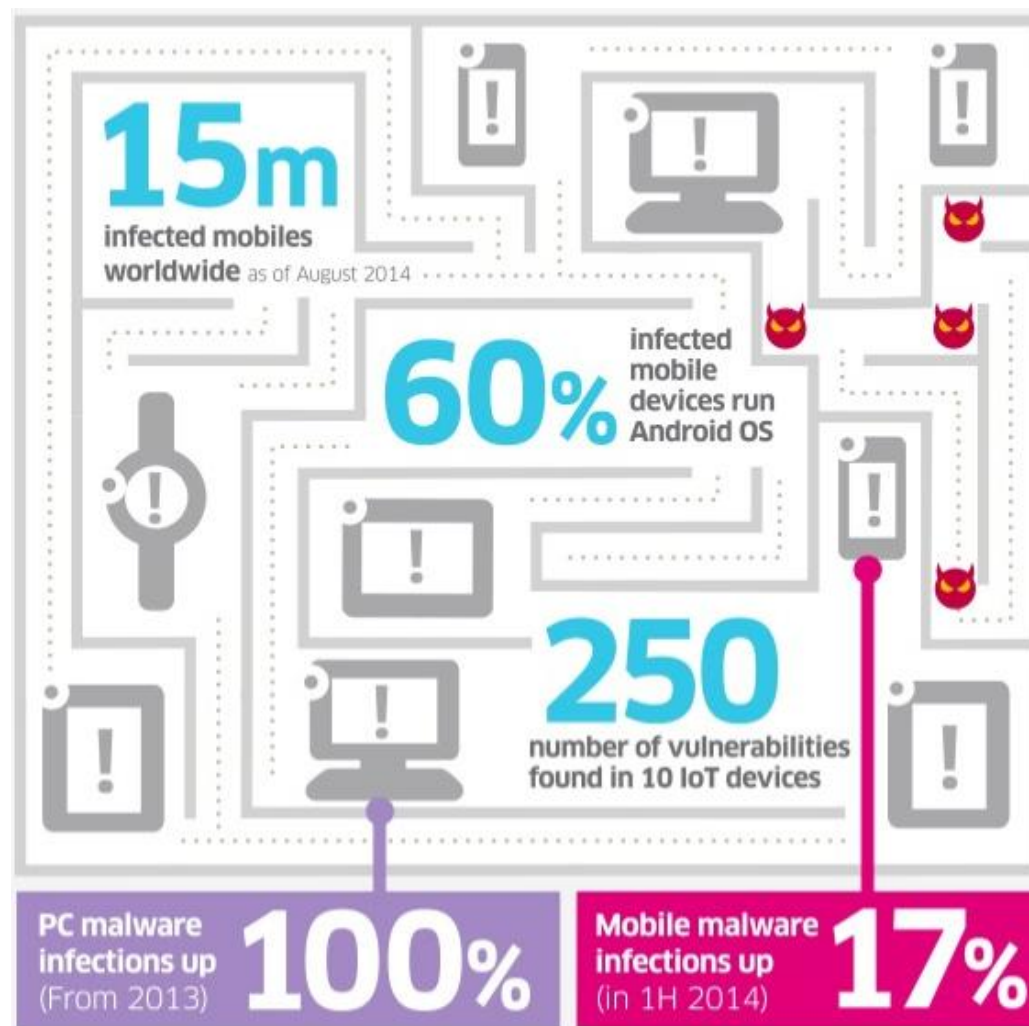 15m
infected mobiles
worldwide as of August 2014
60%
infected
mobile
devices run
Android OS
250
number of vulnerabilities
found in 10 IoT devices
PC malware
infections up
(From 2013)
100%
Mobile malware
infections up
(in 1H 2014)
17%
!
!
!
!
!
!
!
!
!